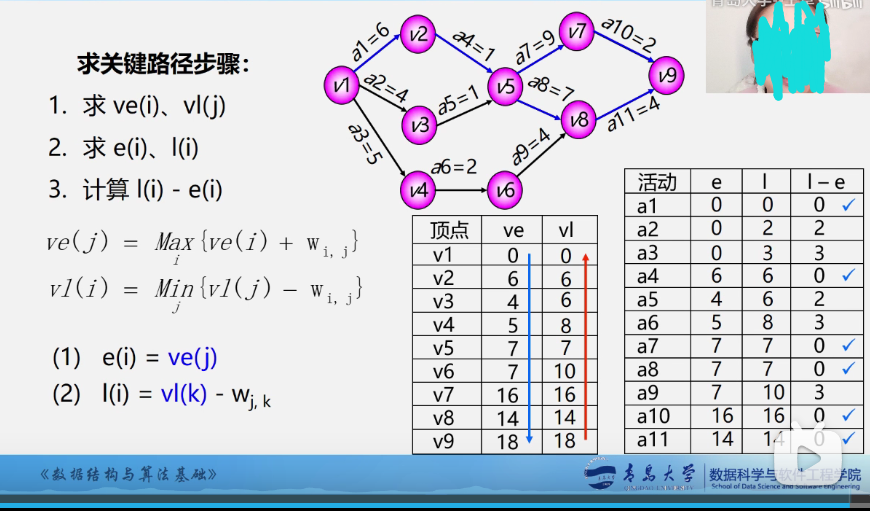 求关键路径步骤：
1. 求 ve(i)、vl(j)
2. 求 e(i)、l(i)
3. 计算 l(i) - e(i)
ve(j) = Max{ve(i) + w i, j}
i
vl(i) = Min{vl(j) − w i, j}
j
(1) e(i) = ve(j)
(2) l(i) = vl(k) - w j, k
v1
v2
v3
v4
v5
v6
v7
v8
v9
a1=6
a2=4
a3=5
a4=1
a5=1
a6=2
a7=9
a8=7
a9=4
a10=2
a11=4
顶点 ve vl
v1 0 0
v2 6 6
v3 4 6
v4 5 8
v5 7 7
v6 7 10
v7 16 16
v8 14 14
v9 18 18
活动 e l l – e
a1 0 0 0 ✓
a2 0 2 2
a3 0 3 3
a4 6 6 0 ✓
a5 4 6 2
a6 5 8 3
a7 7 7 0 ✓
a8 7 7 0 ✓
a9 7 10 3
a10 16 16 0 ✓
a11 14 14 0 ✓
《数据结构与算法基础》
青岛大学
数据科学与软件工程学院
School of Data Science and Software Engineering